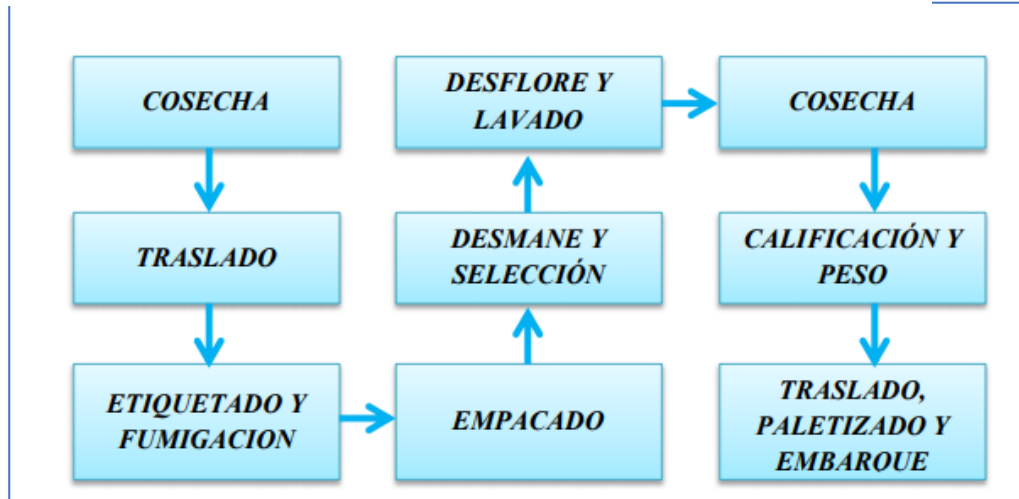 COSECHA
TRASLADO
ETIQUETADO Y
FUMIGACION
EMPACADO
DESMANE Y
SELECCIÓN
DESFLORE Y
LAVADO
COSECHA
CALIFICACIÓN Y
PESO
TRASLADO,
PALETIZADO Y
EMBARQUE